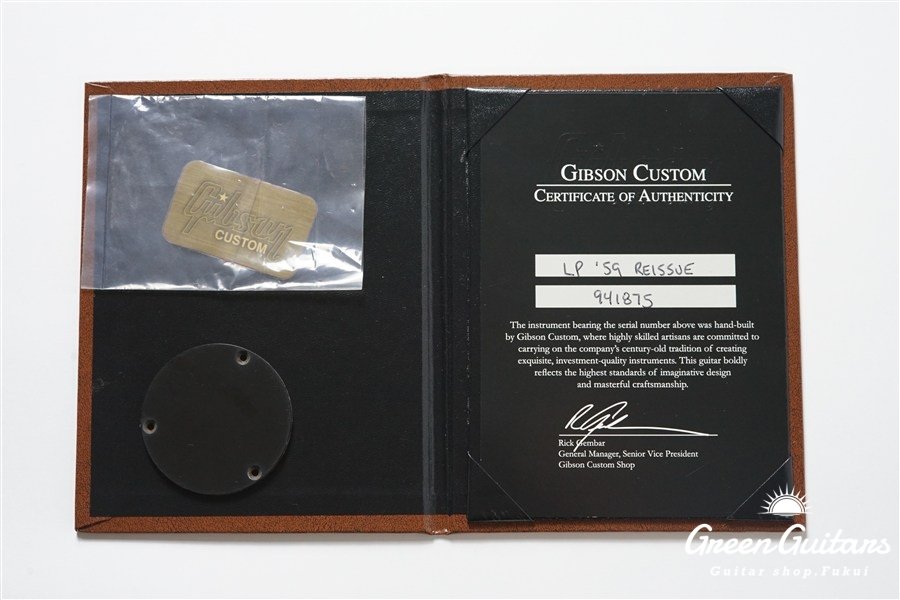 Gibson
CUSTOM
GIBSON CUSTOM
CERTIFICATE OF AUTHENTICITY
LP '59 REISSUE
941875
The instrument bearing the serial number above was hand-built
by Gibson Custom, where highly skilled artisans are committed to
carrying on the company's century-old tradition of creating
exquisite, investment-quality instruments. This guitar boldly
reflects the highest standards of imaginative design
and masterful craftsmanship.
Rick Gembar
General Manager, Senior Vice President
Gibson Custom Shop
Green Guitars
Guitar shop.Fukui